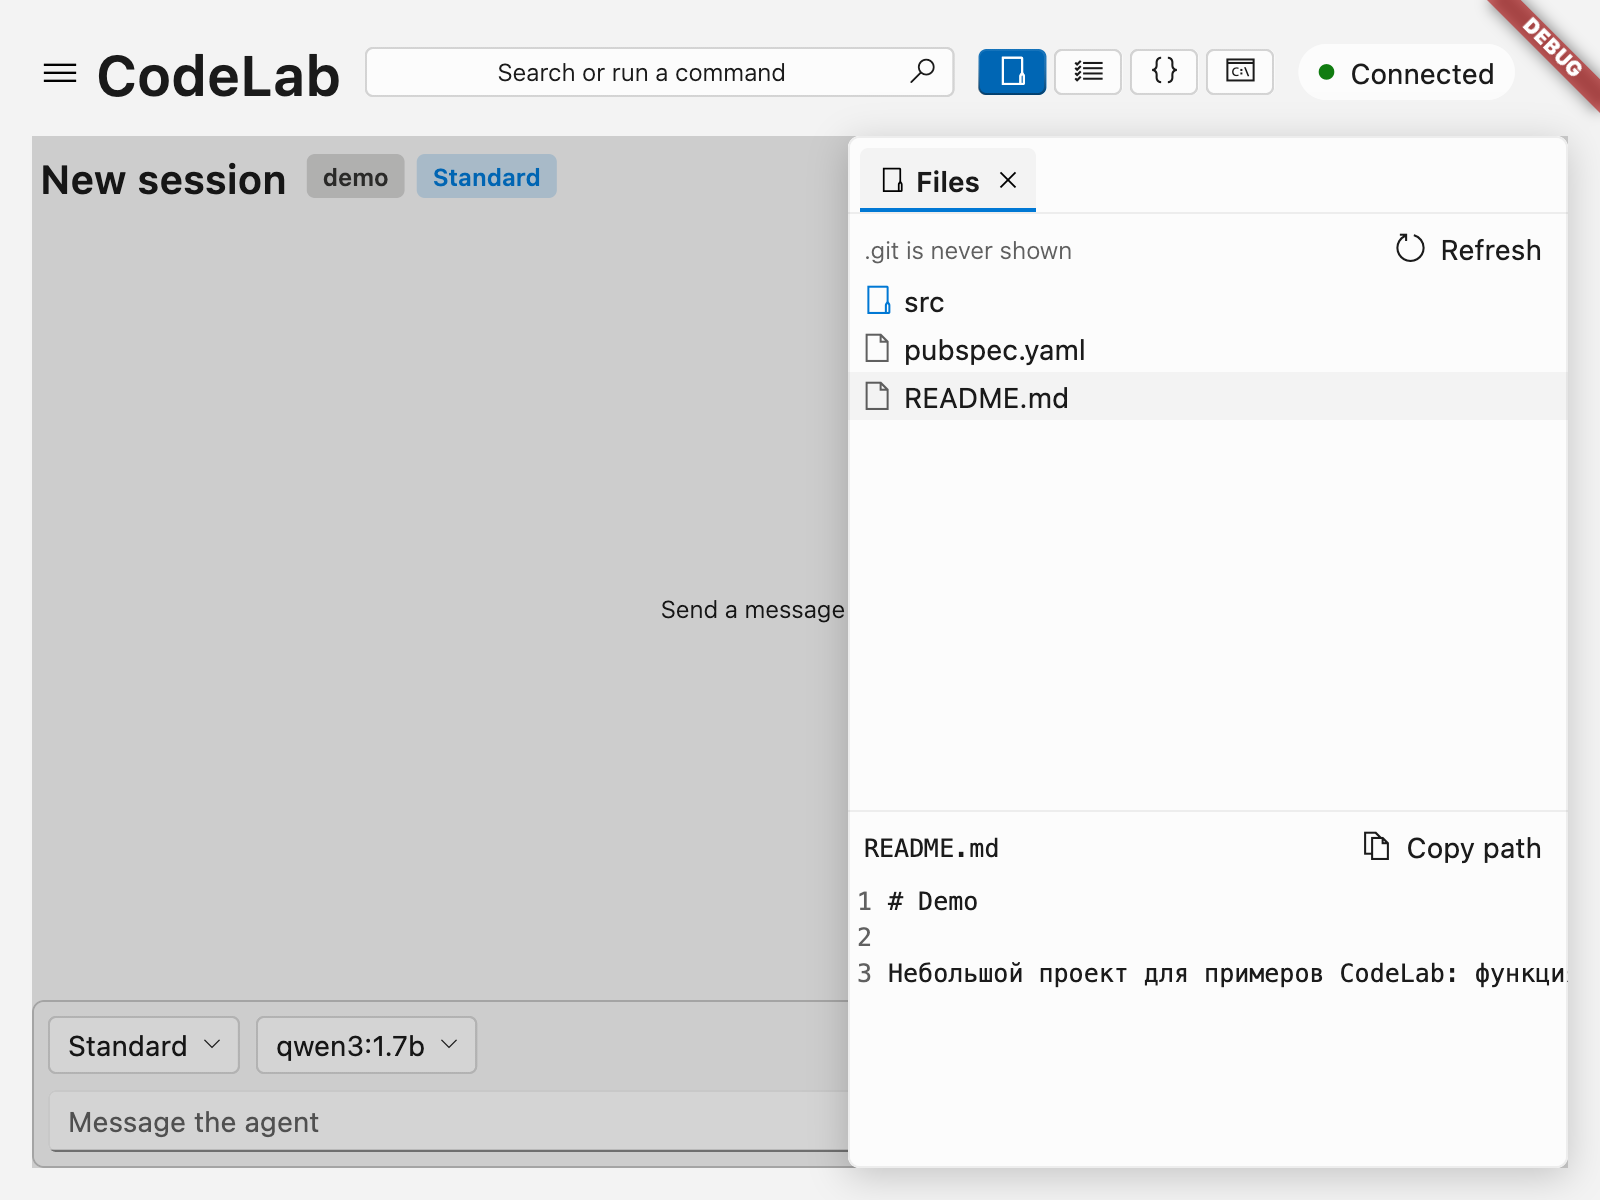 CodeLab
Search or run a command
C:\
Connected
DEBUG
New session
demo
Standard
Files
.git is never shown
Refresh
src
pubspec.yaml
README.md
Send a message
README.md
Copy path
1 # Demo
2
3 Небольшой проект для примеров CodeLab: функци
Standard
qwen3:1.7b
Message the agent